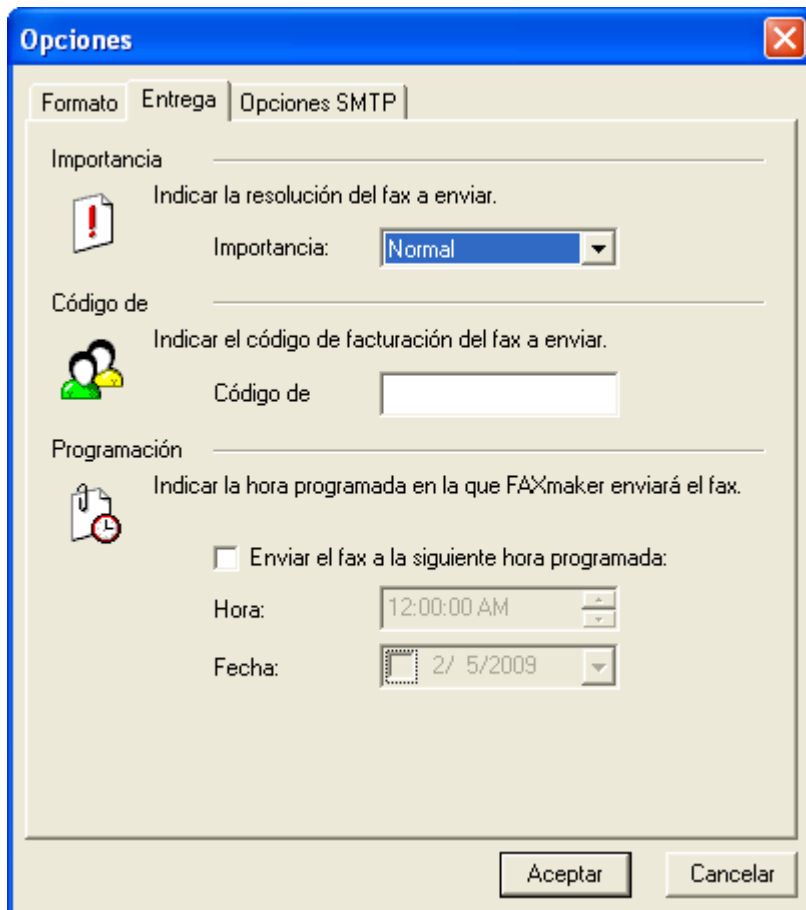 Opciones
Formato Entrega Opciones SMTP
Importancia
Indicar la resolución del fax a enviar.
Importancia: Normal
Código de
Indicar el código de facturación del fax a enviar.
Código de
Programación
Indicar la hora programada en la que FAXmaker enviará el fax.
Enviar el fax a la siguiente hora programada:
Hora: 12:00:00 AM
Fecha: 2/ 5/2009
Aceptar Cancelar